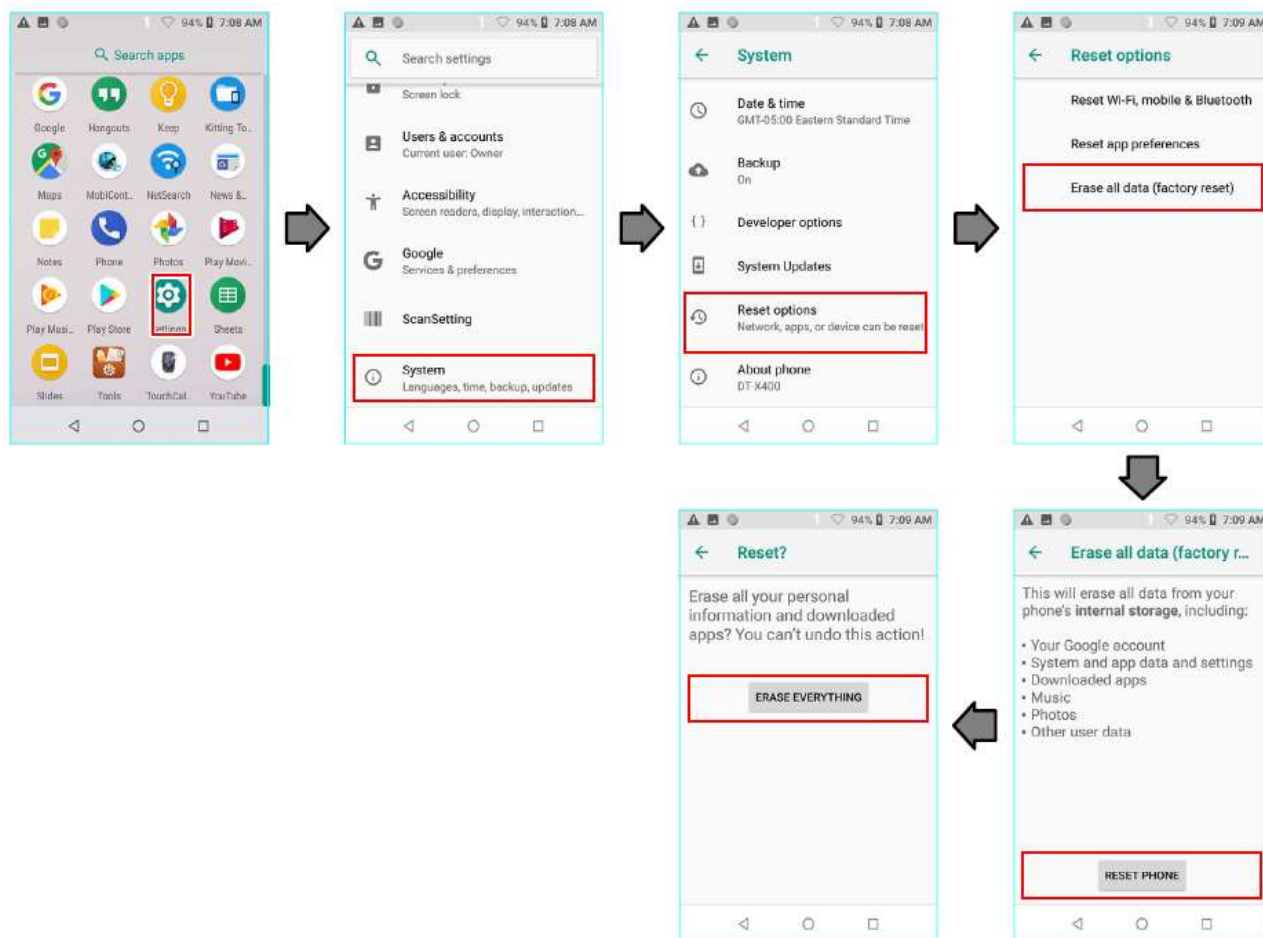 94% 7:08 AM
Search apps
Google Hangouts Keep Kitting To..
Maps MobiCont.. NetSearch News &..
Notes Phone Photos Play Movi..
Play Musi.. Play Store Settings Sheets
Slides Tools TouchCal.. YouTube
94% 7:08 AM
Search settings
Screen lock
Users & accounts
Current user: Owner
Accessibility
Screen readers, display, interaction...
Google
Services & preferences
ScanSetting
System
Languages, time, backup, updates
94% 7:08 AM
System
Date & time
GMT-05:00 Eastern Standard Time
Backup
On
Developer options
System Updates
Reset options
Network, apps, or device can be reset
About phone
DT-X400
94% 7:09 AM
Reset options
Reset Wi-Fi, mobile & Bluetooth
Reset app preferences
Erase all data (factory reset)
94% 7:09 AM
Erase all data (factory r...
This will erase all data from your
phone's internal storage, including:
• Your Google account
• System and app data and settings
• Downloaded apps
• Music
• Photos
• Other user data
RESET PHONE
94% 7:09 AM
Reset?
Erase all your personal
information and downloaded
apps? You can't undo this action!
ERASE EVERYTHING